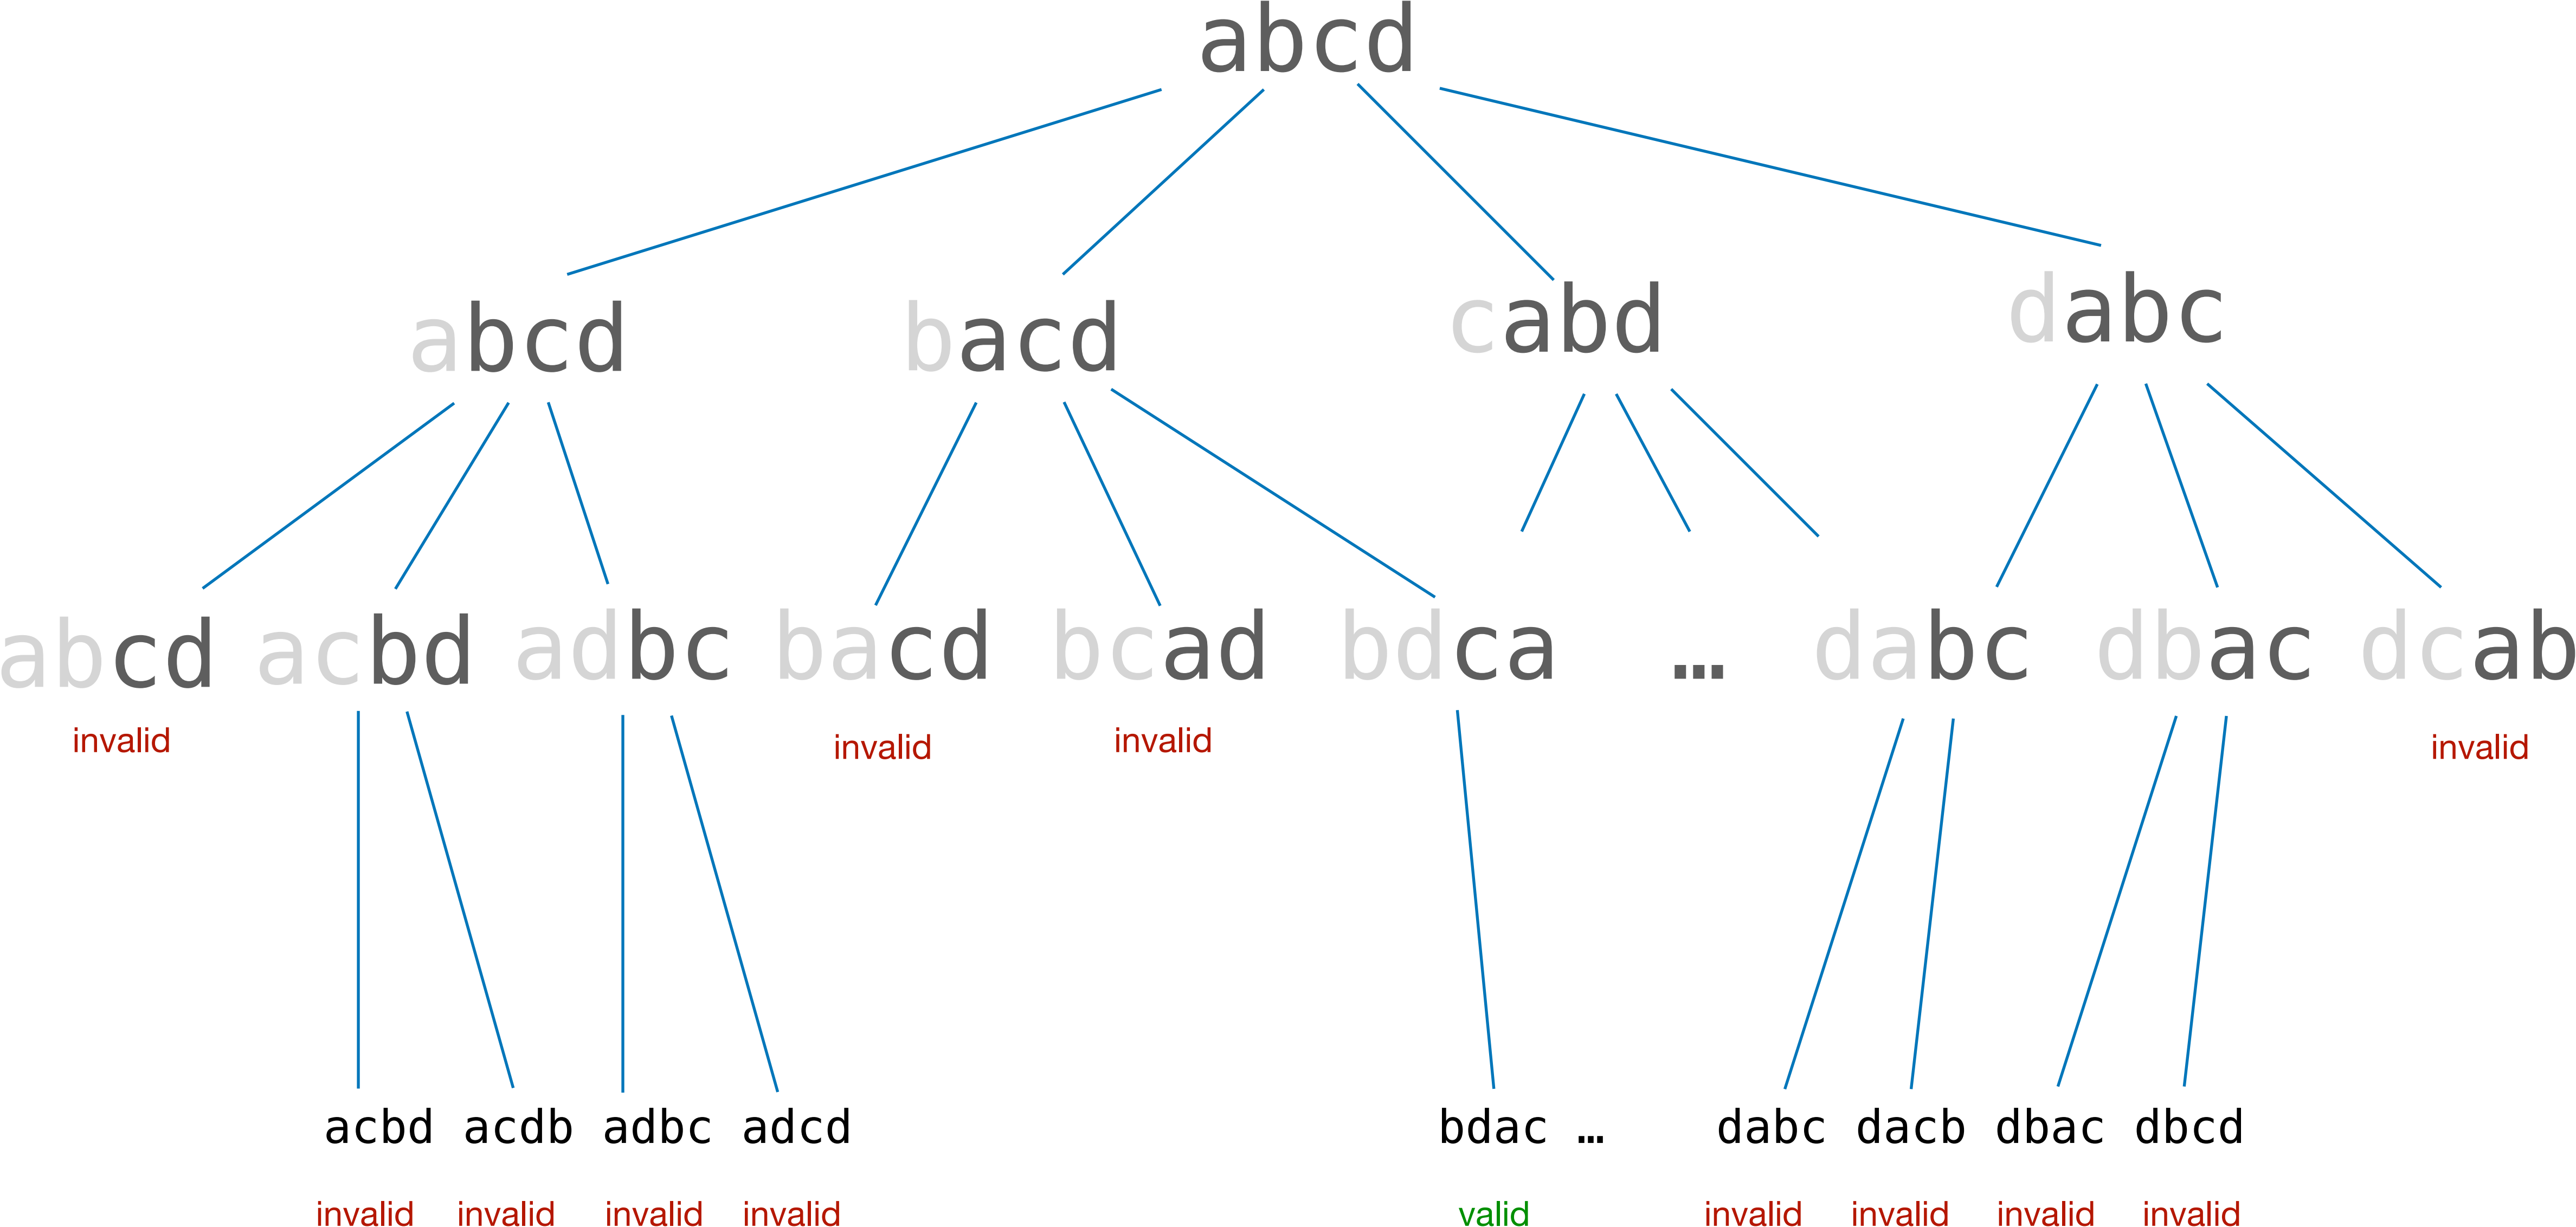 abcd
abcd bacd cabd dabc
abcd acbd adbc bacd bcad bdca … dabc dbac dcab
invalid invalid invalid invalid
acbd acdb adbc adcd bdac … dabc dacb dbac dbcd
invalid invalid invalid invalid valid invalid invalid invalid invalid